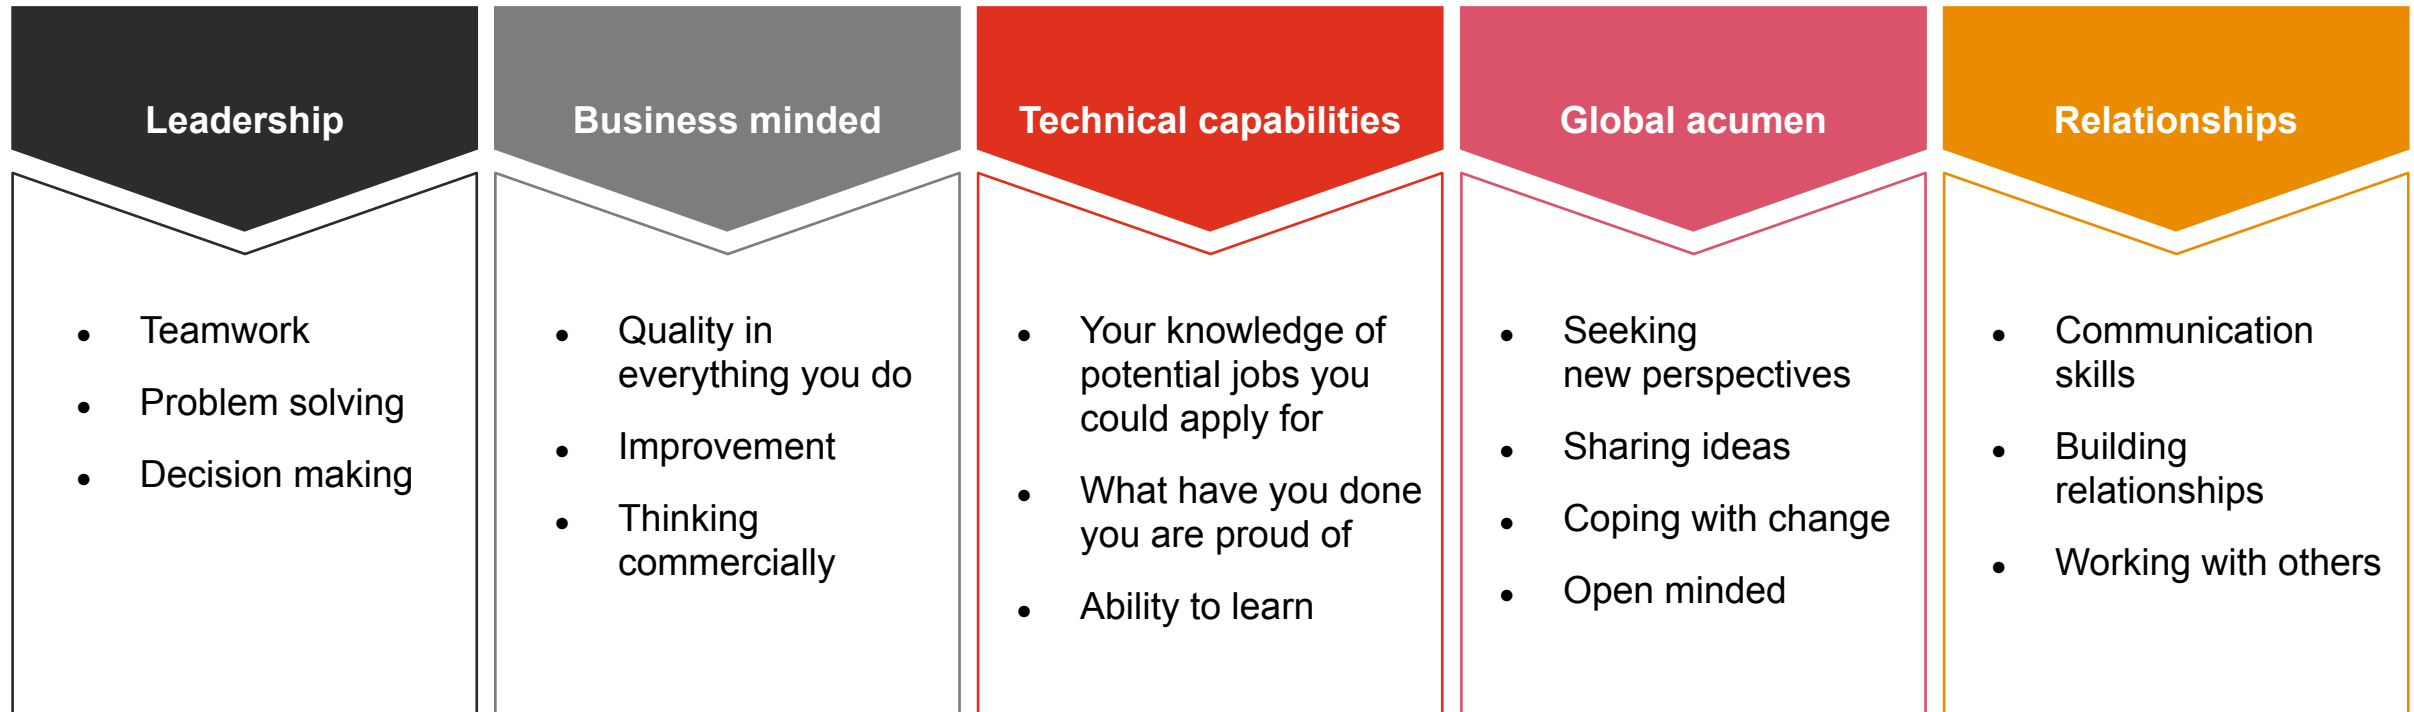 Leadership
• Teamwork
• Problem solving
• Decision making
Business minded
• Quality in
everything you do
• Improvement
• Thinking
commercially
Technical capabilities
• Your knowledge of
potential jobs you
could apply for
• What have you done
you are proud of
• Ability to learn
Global acumen
• Seeking
new perspectives
• Sharing ideas
• Coping with change
• Open minded
Relationships
• Communication
skills
• Building
relationships
• Working with others